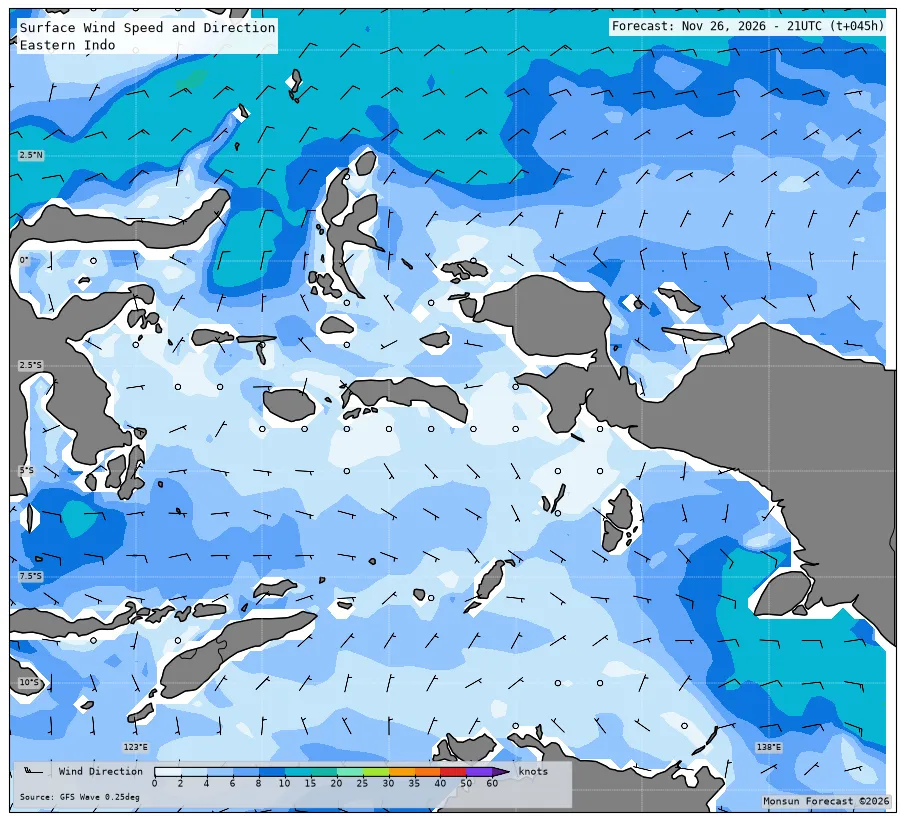 Surface Wind Speed and Direction
Eastern Indo
Forecast: Nov 26, 2026 - 21UTC (t+045h)
2.5°N
0°
2.5°S
5°S
7.5°S
10°S
123°E
138°E
Wind Direction
0 2 4 6 8 10 15 20 25 30 35 40 50 60
knots
Source: GFS Wave 0.25deg
Monsun Forecast ©2026